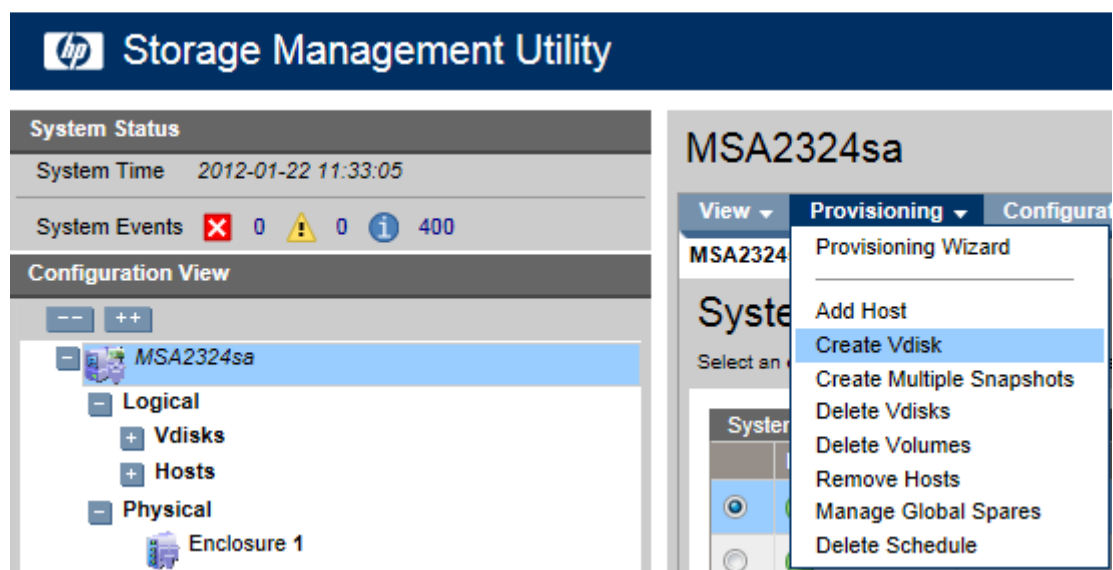 hp Storage Management Utility
System Status
System Time 2012-01-22 11:33:05
System Events 0 0 400
Configuration View
-- ++
MSA2324sa
Logical
Vdisks
Hosts
Physical
Enclosure 1
MSA2324sa
View Provisioning Configurat
MSA2324
Provisioning Wizard
Add Host
Create Vdisk
Create Multiple Snapshots
Delete Vdisks
Delete Volumes
Remove Hosts
Manage Global Spares
Delete Schedule
Syste
Select an
Syster